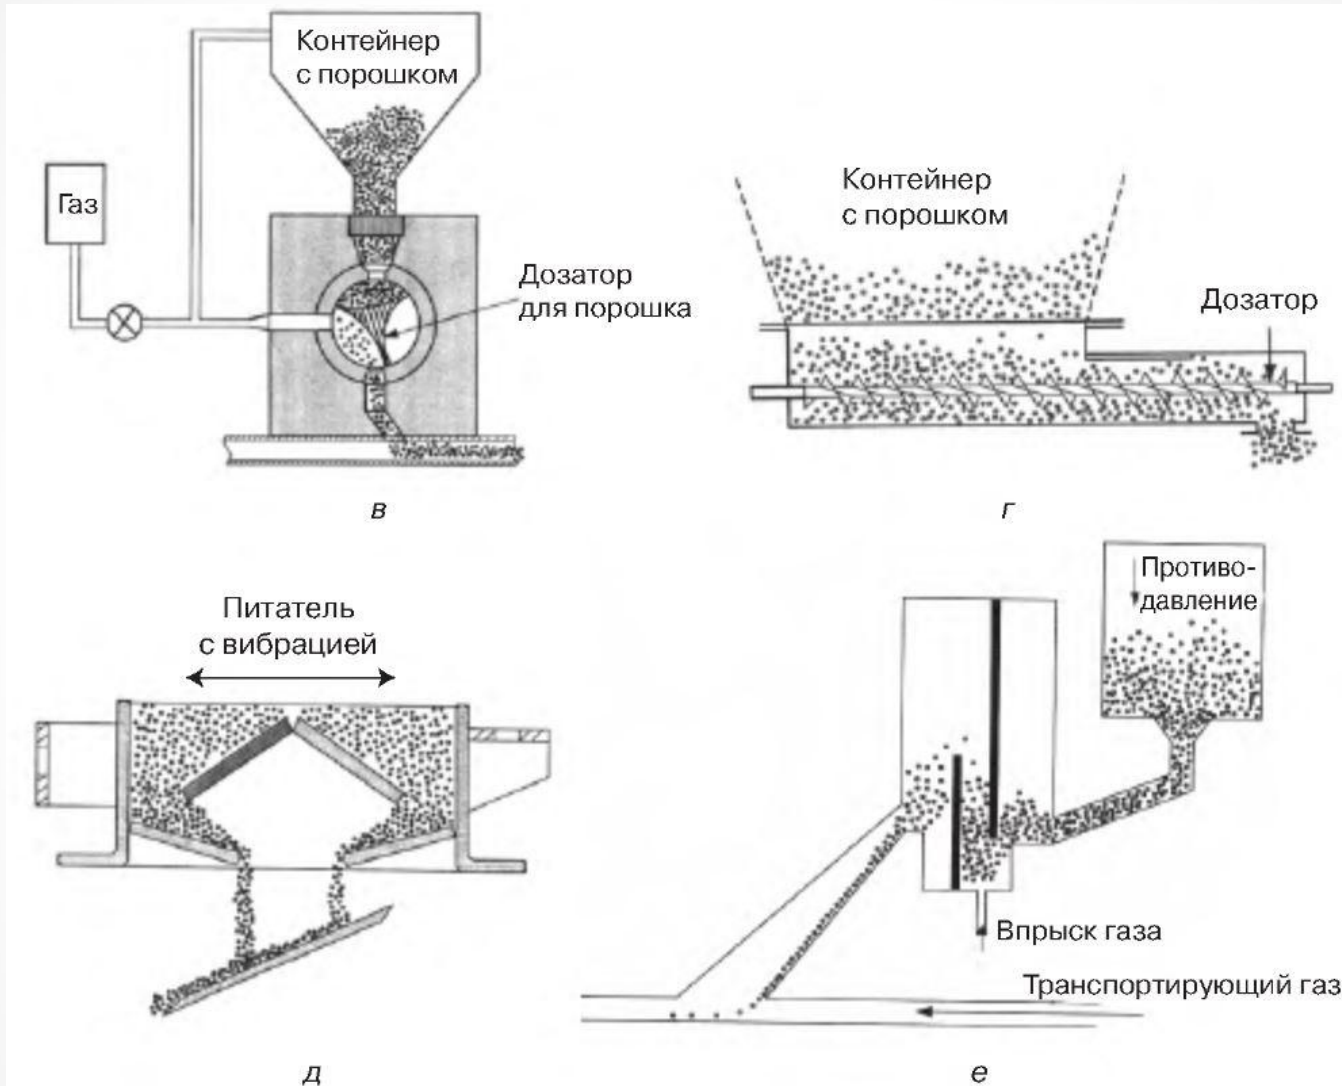 Контейнер
с порошком
Газ
Дозатор
для порошка
в
Контейнер
с порошком
Дозатор
г
Питатель
с вибрацией
д
Противо-
давление
Впрыск газа
Транспортирующий газ
е